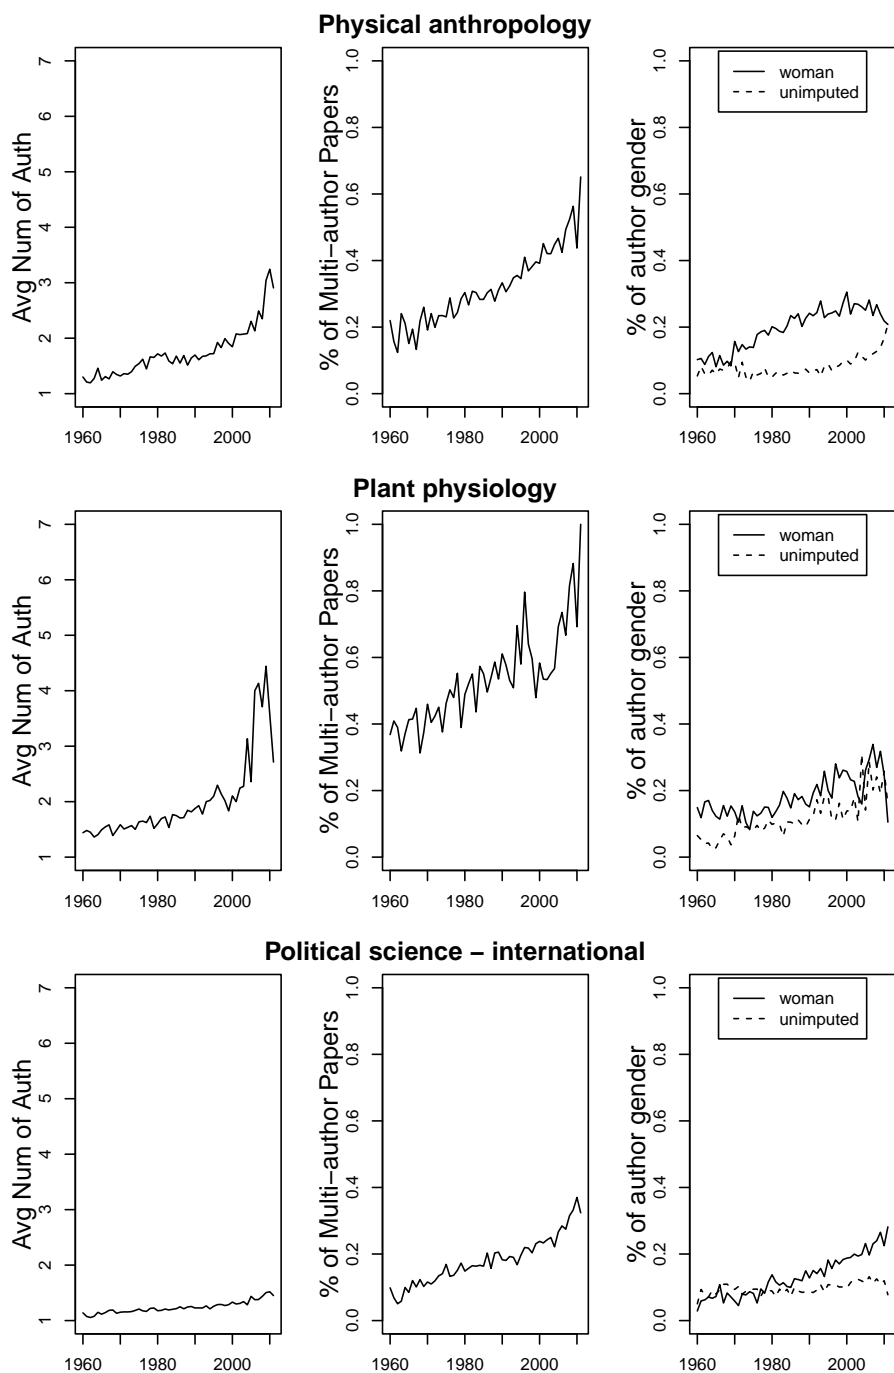 Physical anthropology
Avg Num of Auth
1 2 3 4 5 6 7
1960 1980 2000
% of Multi−author Papers
0.0 0.2 0.4 0.6 0.8 1.0
1960 1980 2000
% of author gender
0.0 0.2 0.4 0.6 0.8 1.0
1960 1980 2000
woman
unimputed
Plant physiology
Avg Num of Auth
1 2 3 4 5 6 7
1960 1980 2000
% of Multi−author Papers
0.0 0.2 0.4 0.6 0.8 1.0
1960 1980 2000
% of author gender
0.0 0.2 0.4 0.6 0.8 1.0
1960 1980 2000
woman
unimputed
Political science − international
Avg Num of Auth
1 2 3 4 5 6 7
1960 1980 2000
% of Multi−author Papers
0.0 0.2 0.4 0.6 0.8 1.0
1960 1980 2000
% of author gender
0.0 0.2 0.4 0.6 0.8 1.0
1960 1980 2000
woman
unimputed